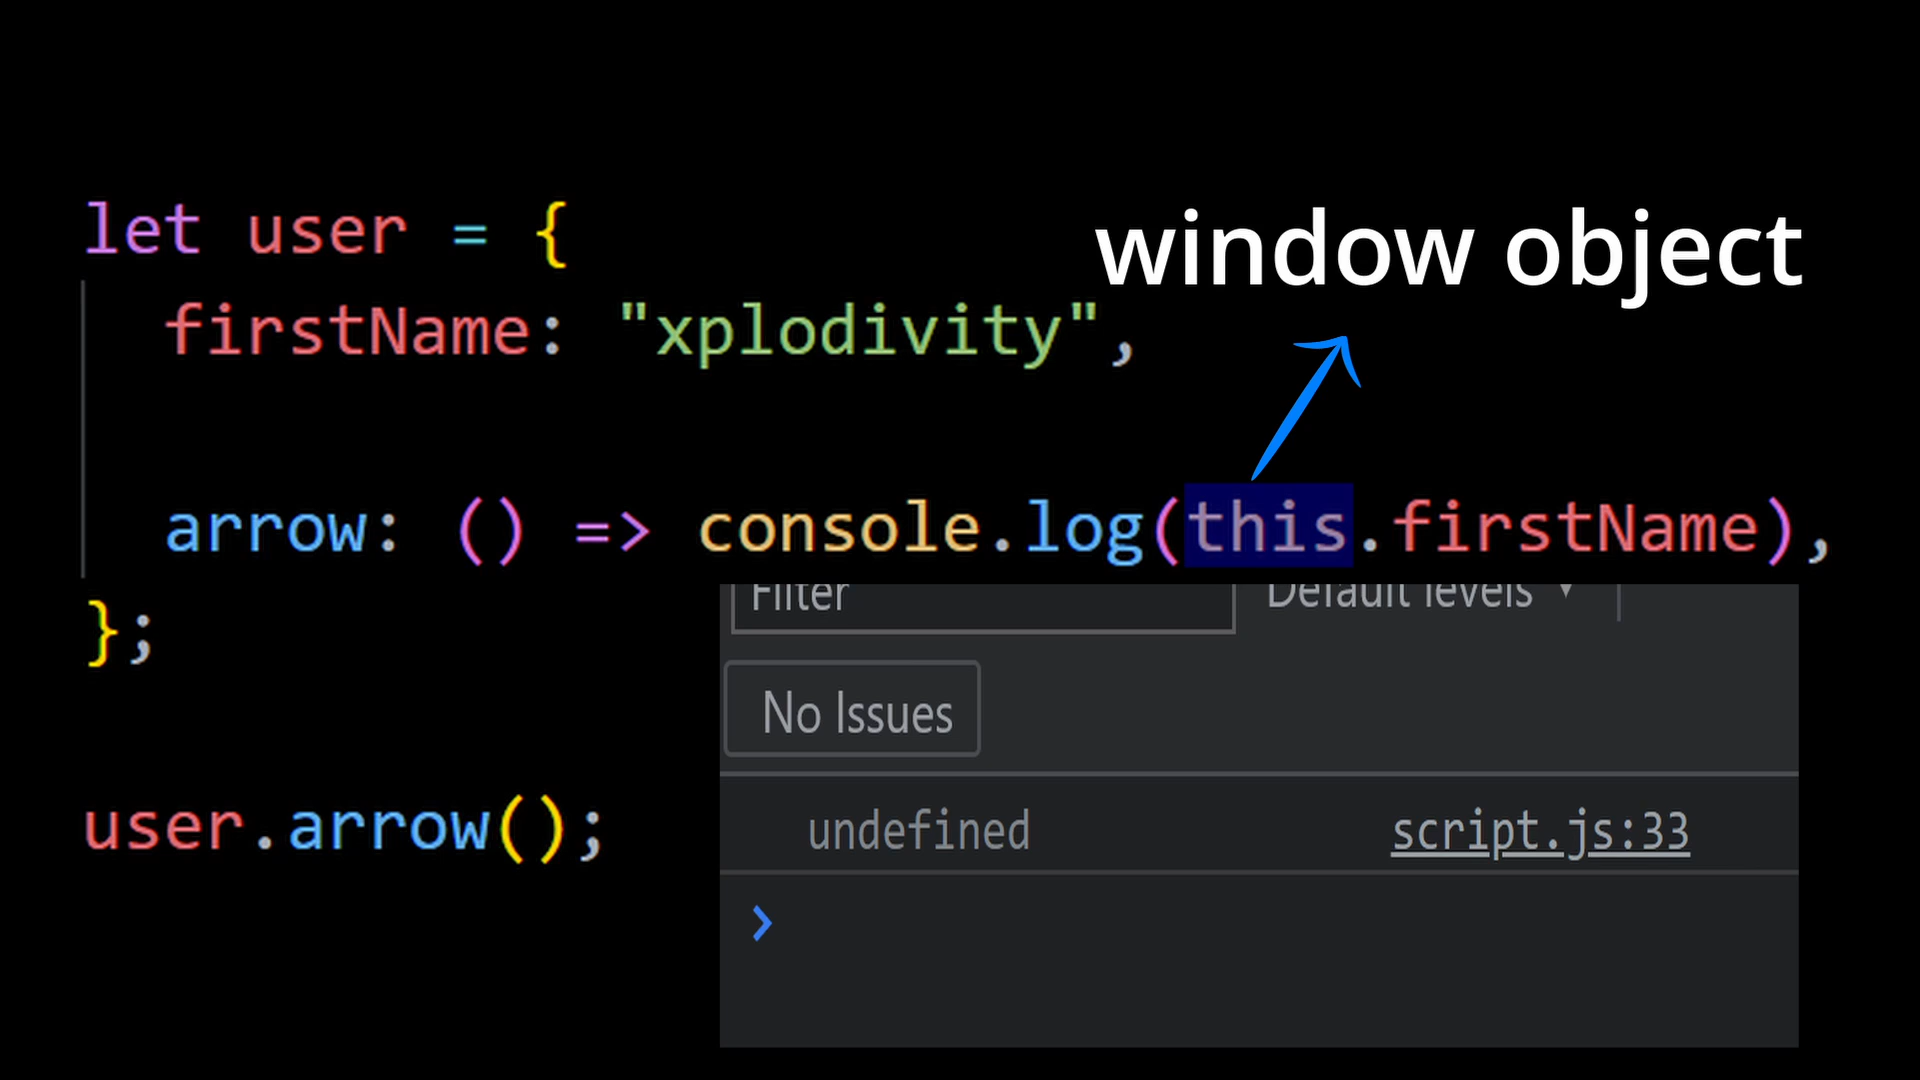 let user = {
window object
firstName: "xplodivity",
arrow: () => console.log(this.firstName),
};
Filter
Default levels ▼
No Issues
user.arrow();
undefined
script.js:33
>